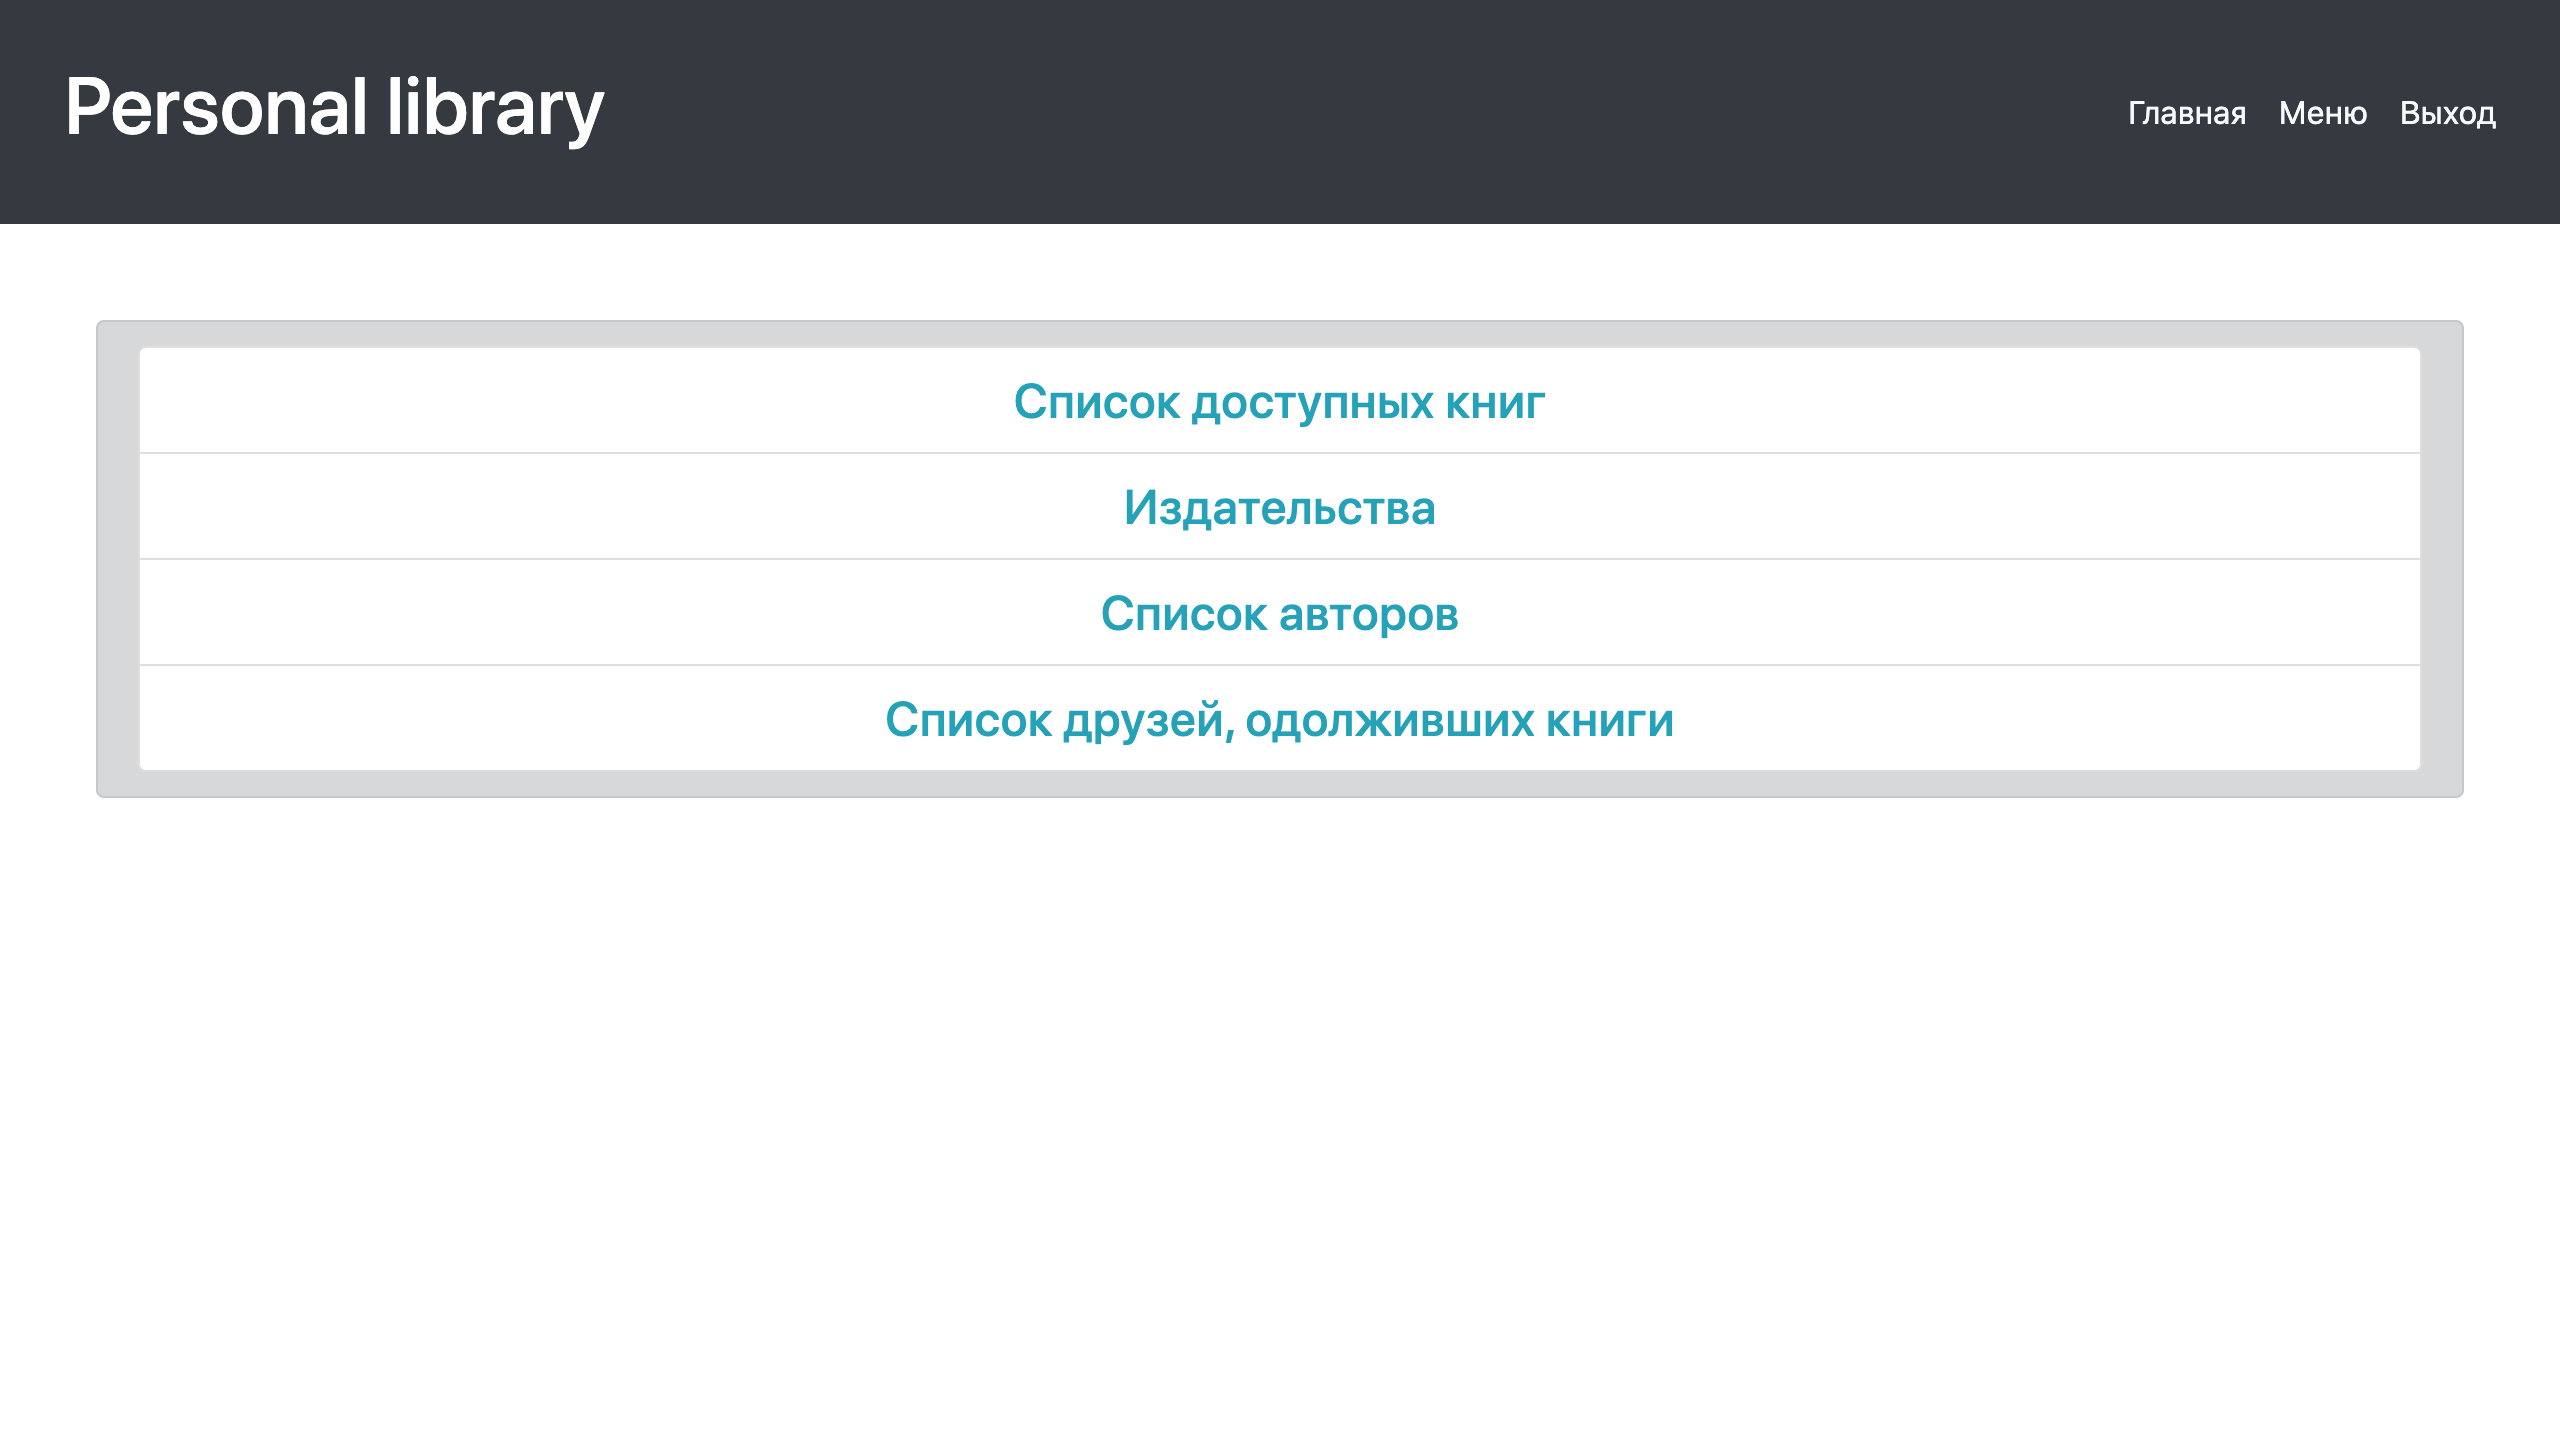 Personal library
Главная Меню Выход
Список доступных книг
Издательства
Список авторов
Список друзей, одолживших книги